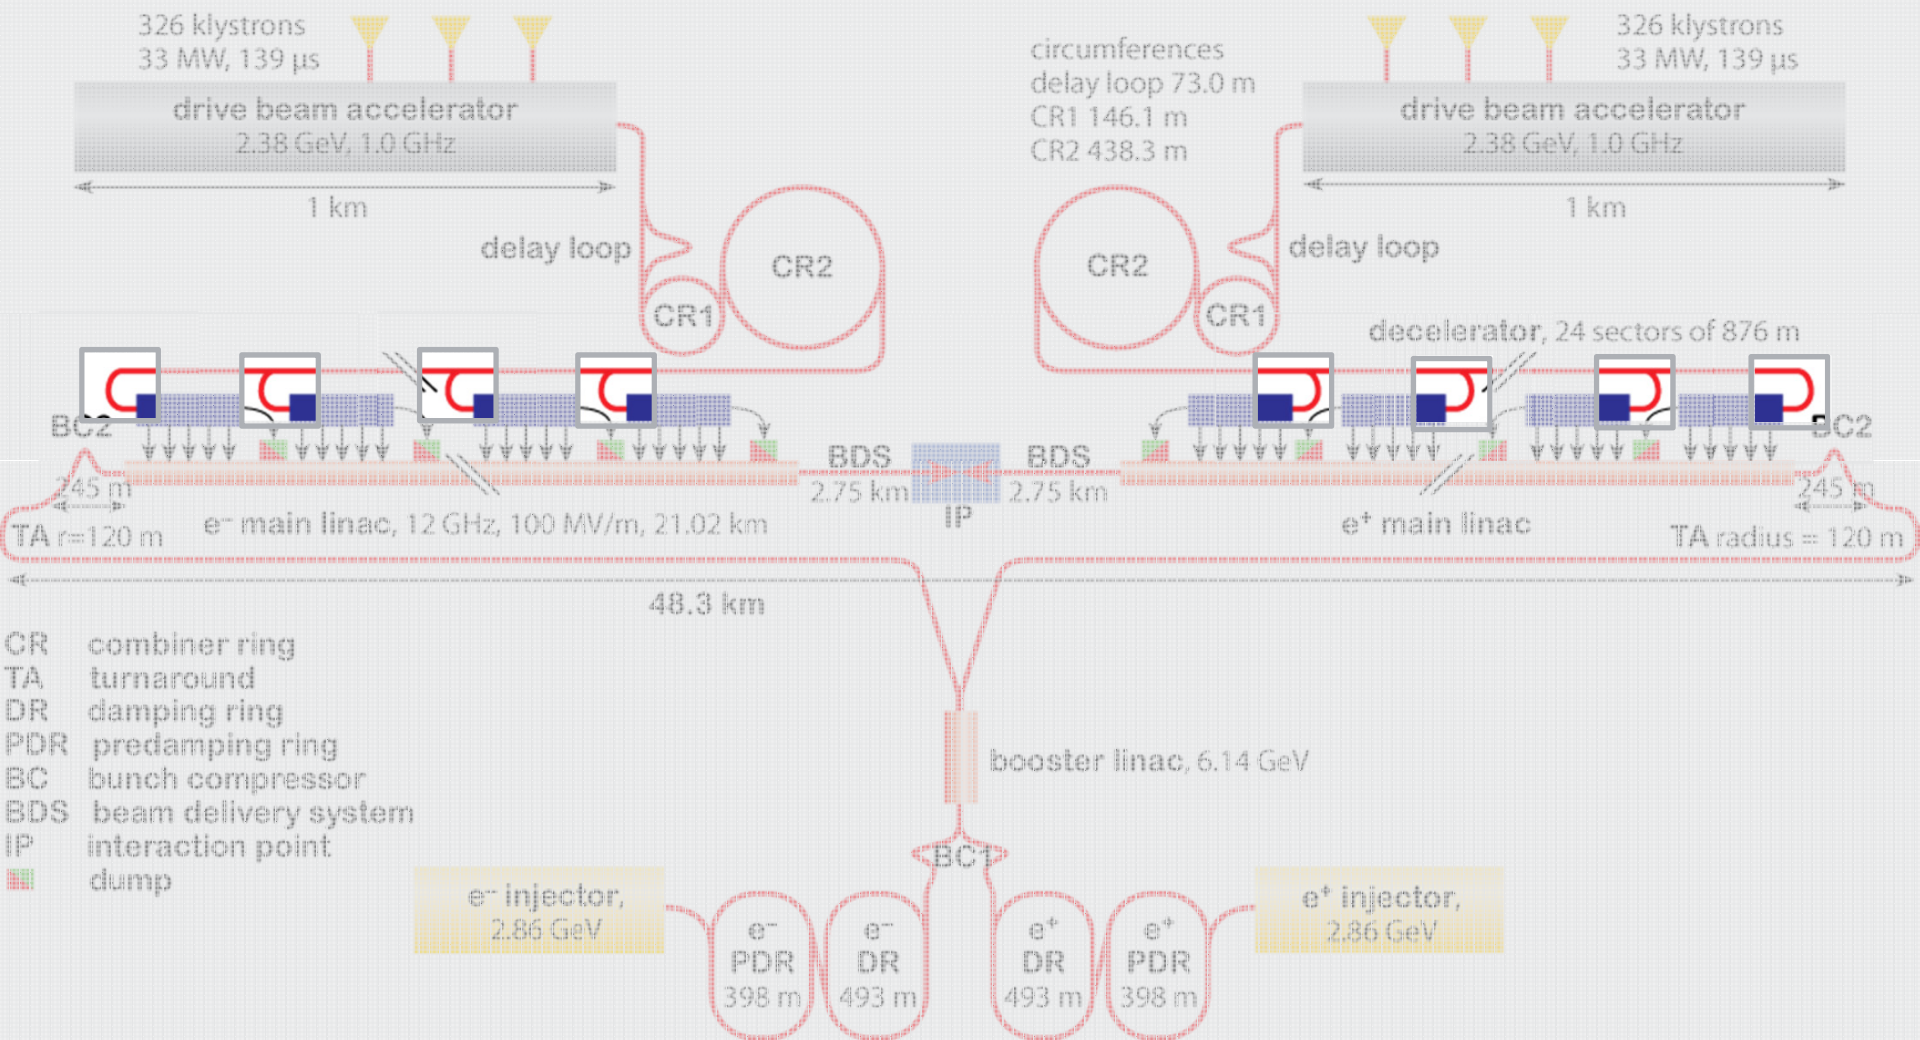 326 klystrons
33 MW, 139 µs
drive beam accelerator
2.38 GeV, 1.0 GHz
1 km
circumferences
delay loop 73.0 m
CR1 146.1 m
CR2 438.3 m
326 klystrons
33 MW, 139 µs
drive beam accelerator
2.38 GeV, 1.0 GHz
1 km
delay loop
CR2
CR1
CR2
CR1
delay loop
decelerator, 24 sectors of 876 m
BC2
BC2
245 m
BDS
2.75 km
IP
BDS
2.75 km
245 m
TA r=120 m
e⁻ main linac, 12 GHz, 100 MV/m, 21.02 km
e⁺ main linac
TA radius = 120 m
48.3 km
CR combiner ring
TA turnaround
DR damping ring
PDR predamping ring
BC bunch compressor
BDS beam delivery system
IP interaction point
dump
booster linac, 6.14 GeV
BC1
e⁻ injector,
2.86 GeV
e⁻
PDR
398 m
e⁻
DR
493 m
e⁺
DR
493 m
e⁺
PDR
398 m
e⁺ injector,
2.86 GeV